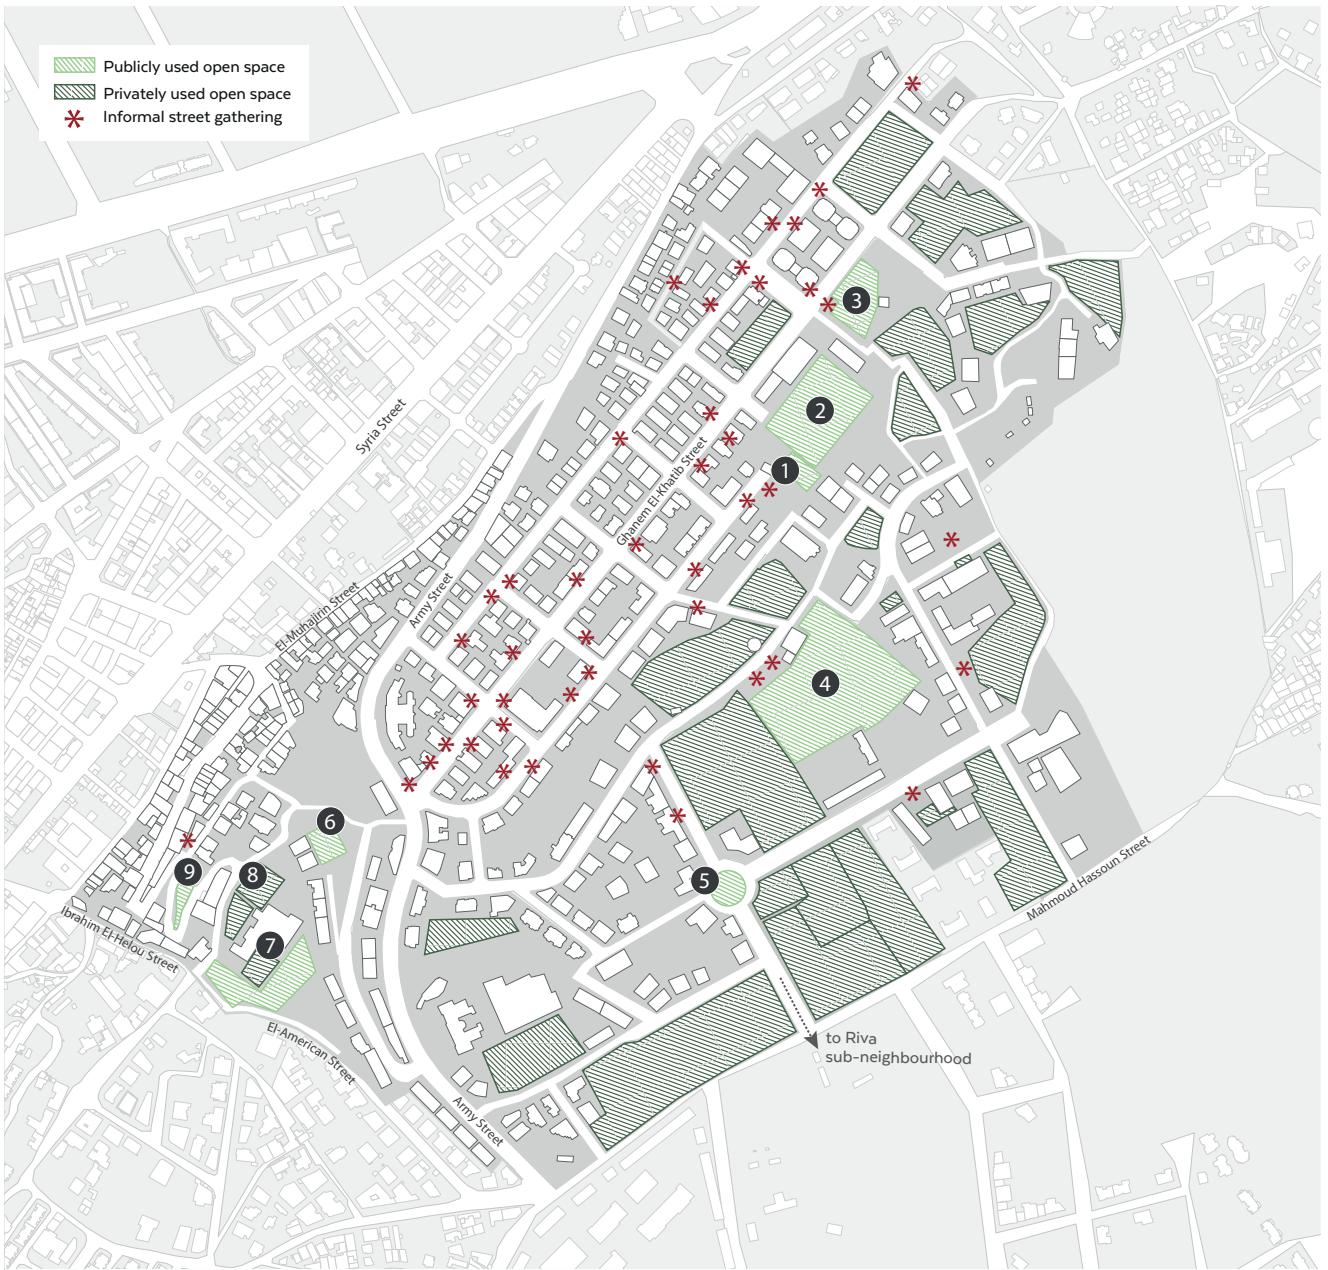 Publicly used open space
Privately used open space
Informal street gathering
Syria Street
3
2
1
Ghanem El-Khatib Street
El-Muhajirin Street
Army Street
4
6
9
8
5
7
Ibrahim El-Helou Street
Mahmoud Hassoun Street
El-American Street
to Riva
sub-neighbourhood
Army Street